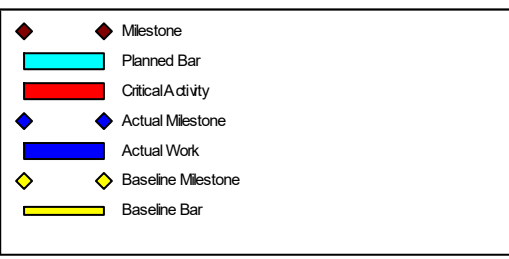 Milestone
Planned Bar
Critical Activity
Actual Milestone
Actual Work
Baseline Milestone
Baseline Bar